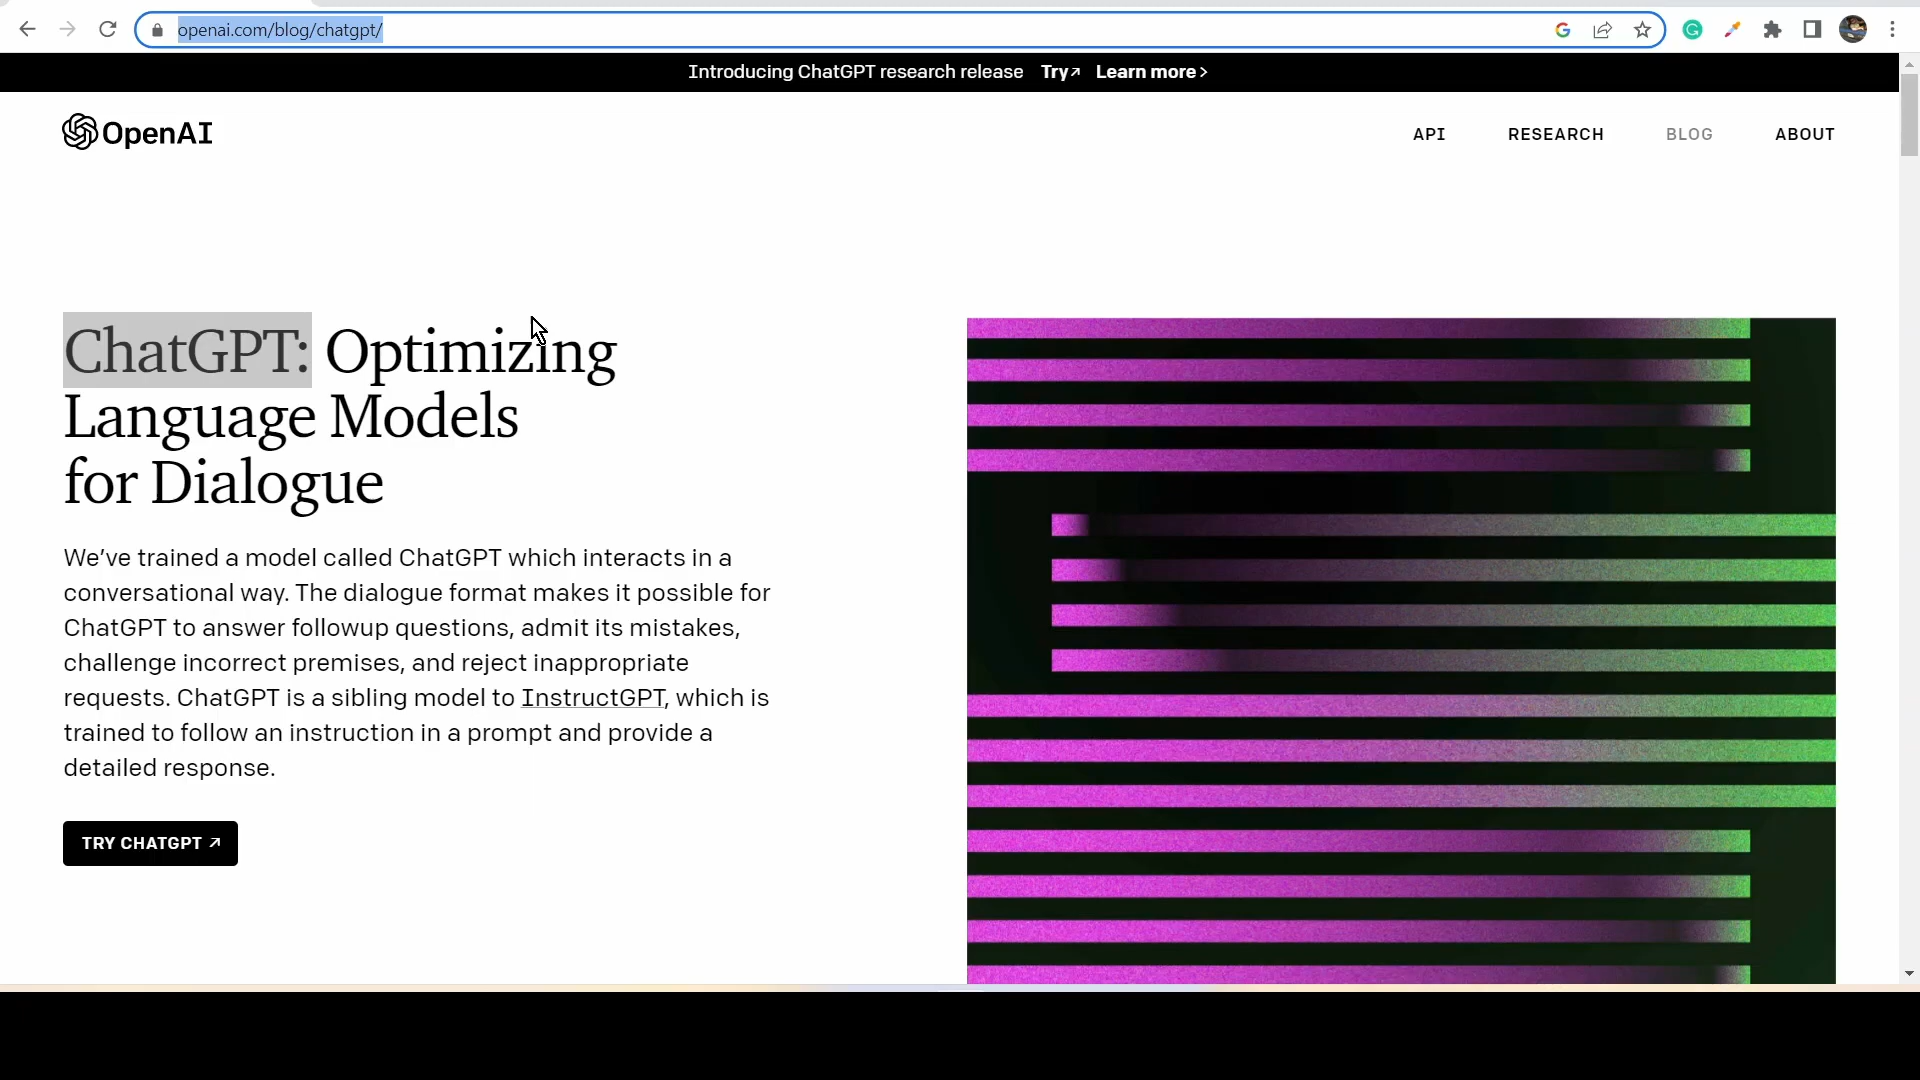 openai.com/blog/chatgpt/
Introducing ChatGPT research release Try↗ Learn more >
OpenAI
API RESEARCH BLOG ABOUT
ChatGPT: Optimizing
Language Models
for Dialogue
We’ve trained a model called ChatGPT which interacts in a
conversational way. The dialogue format makes it possible for
ChatGPT to answer followup questions, admit its mistakes,
challenge incorrect premises, and reject inappropriate
requests. ChatGPT is a sibling model to InstructGPT, which is
trained to follow an instruction in a prompt and provide a
detailed response.
TRY CHATGPT ↗